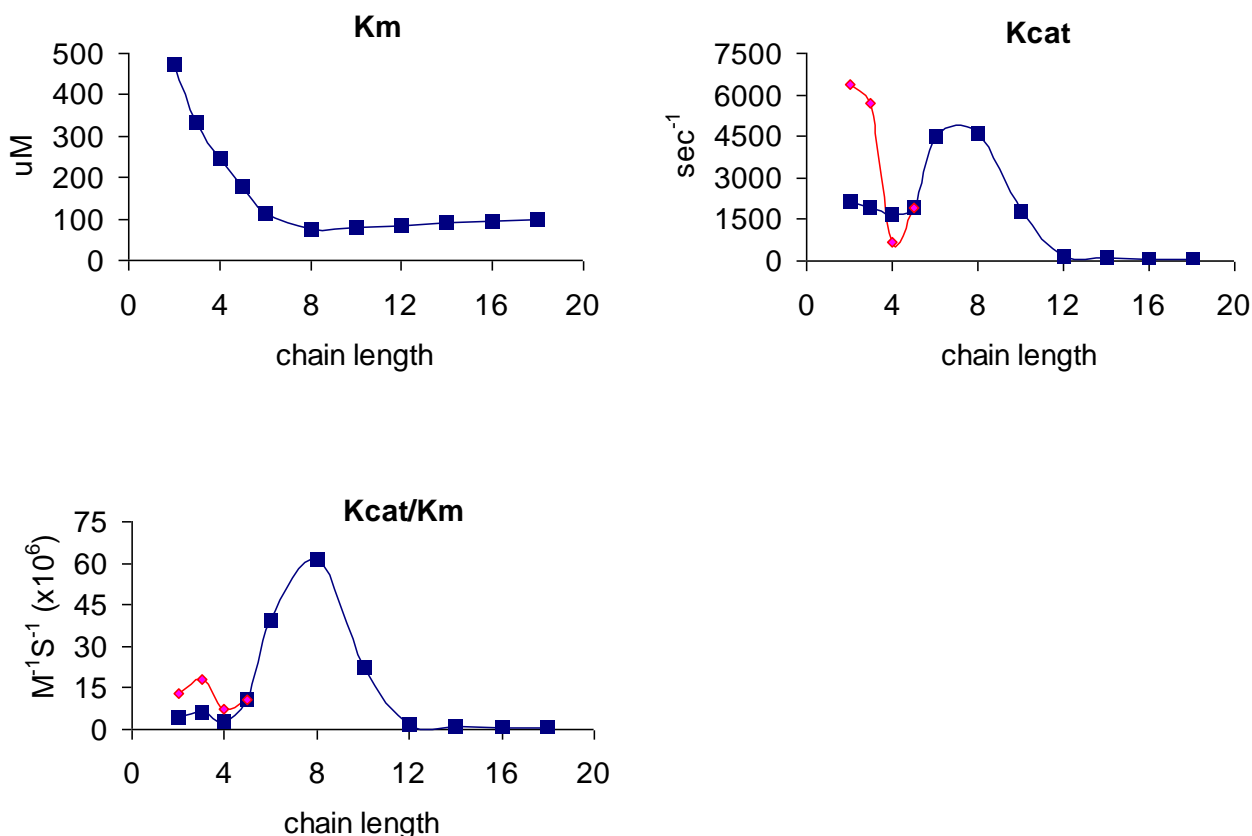 Km
500
400
300
200
100
0
uM
0 4 8 12 16 20
chain length
Kcat
7500
6000
4500
3000
1500
0
sec⁻¹
0 4 8 12 16 20
chain length
Kcat/Km
75
60
45
30
15
0
M⁻¹S⁻¹ (x10⁶)
0 4 8 12 16 20
chain length